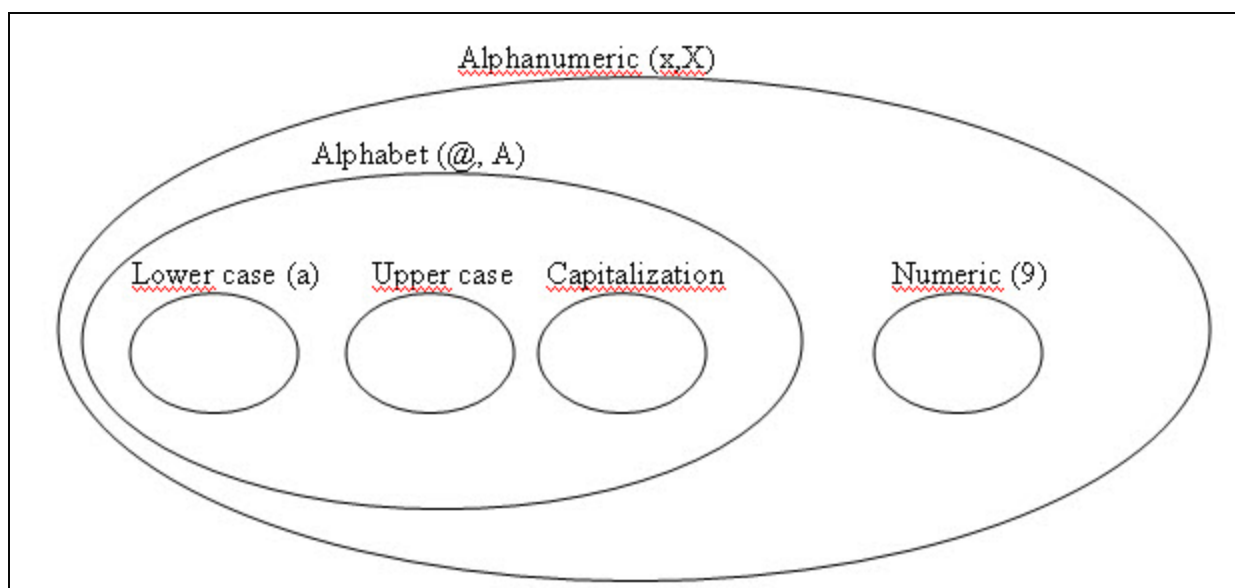 Alphanumeric (x,X)
Alphabet (@, A)
Lower case (a) Upper case Capitalization Numeric (9)